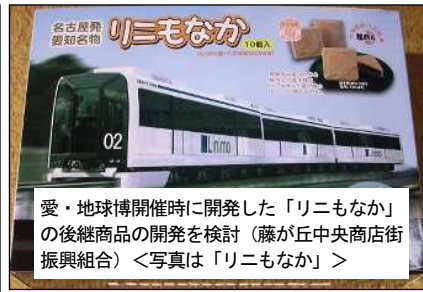 名古屋発
愛知名物
リニもなか
10個入
02
Linimo
Linimo
愛・地球博開催時に開発した「リニもなか」
の後継商品の開発を検討（藤が丘中央商店街
振興組合）＜写真は「リニもなか」＞